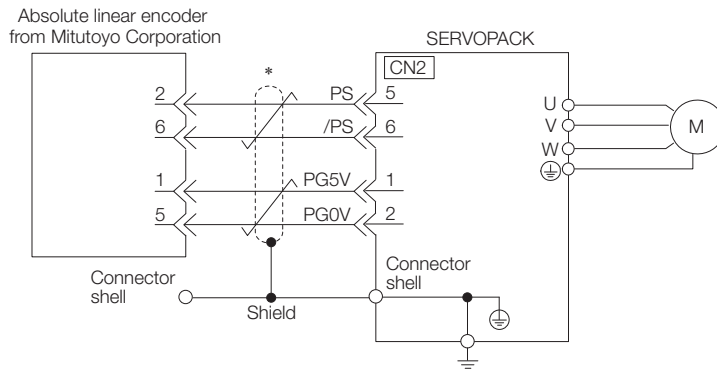 Absolute linear encoder
from Mitutoyo Corporation
SERVOPACK
*
CN2
2 PS 5
6 /PS 6
1 PG5V 1
5 PG0V 2
U
V
W
M
Connector
shell
Shield
Connector
shell